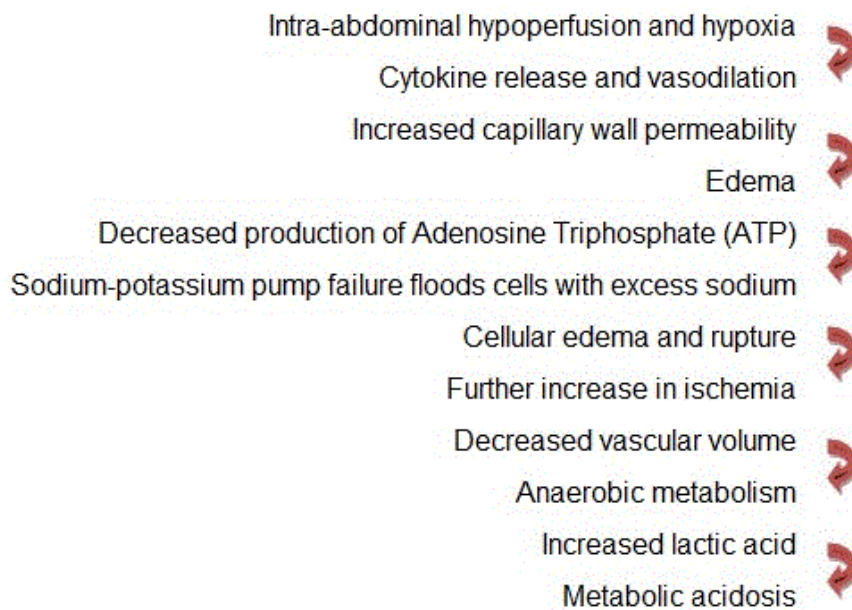 Intra-abdominal hypoperfusion and hypoxia
Cytokine release and vasodilation
Increased capillary wall permeability
Edema
Decreased production of Adenosine Triphosphate (ATP)
Sodium-potassium pump failure floods cells with excess sodium
Cellular edema and rupture
Further increase in ischemia
Decreased vascular volume
Anaerobic metabolism
Increased lactic acid
Metabolic acidosis